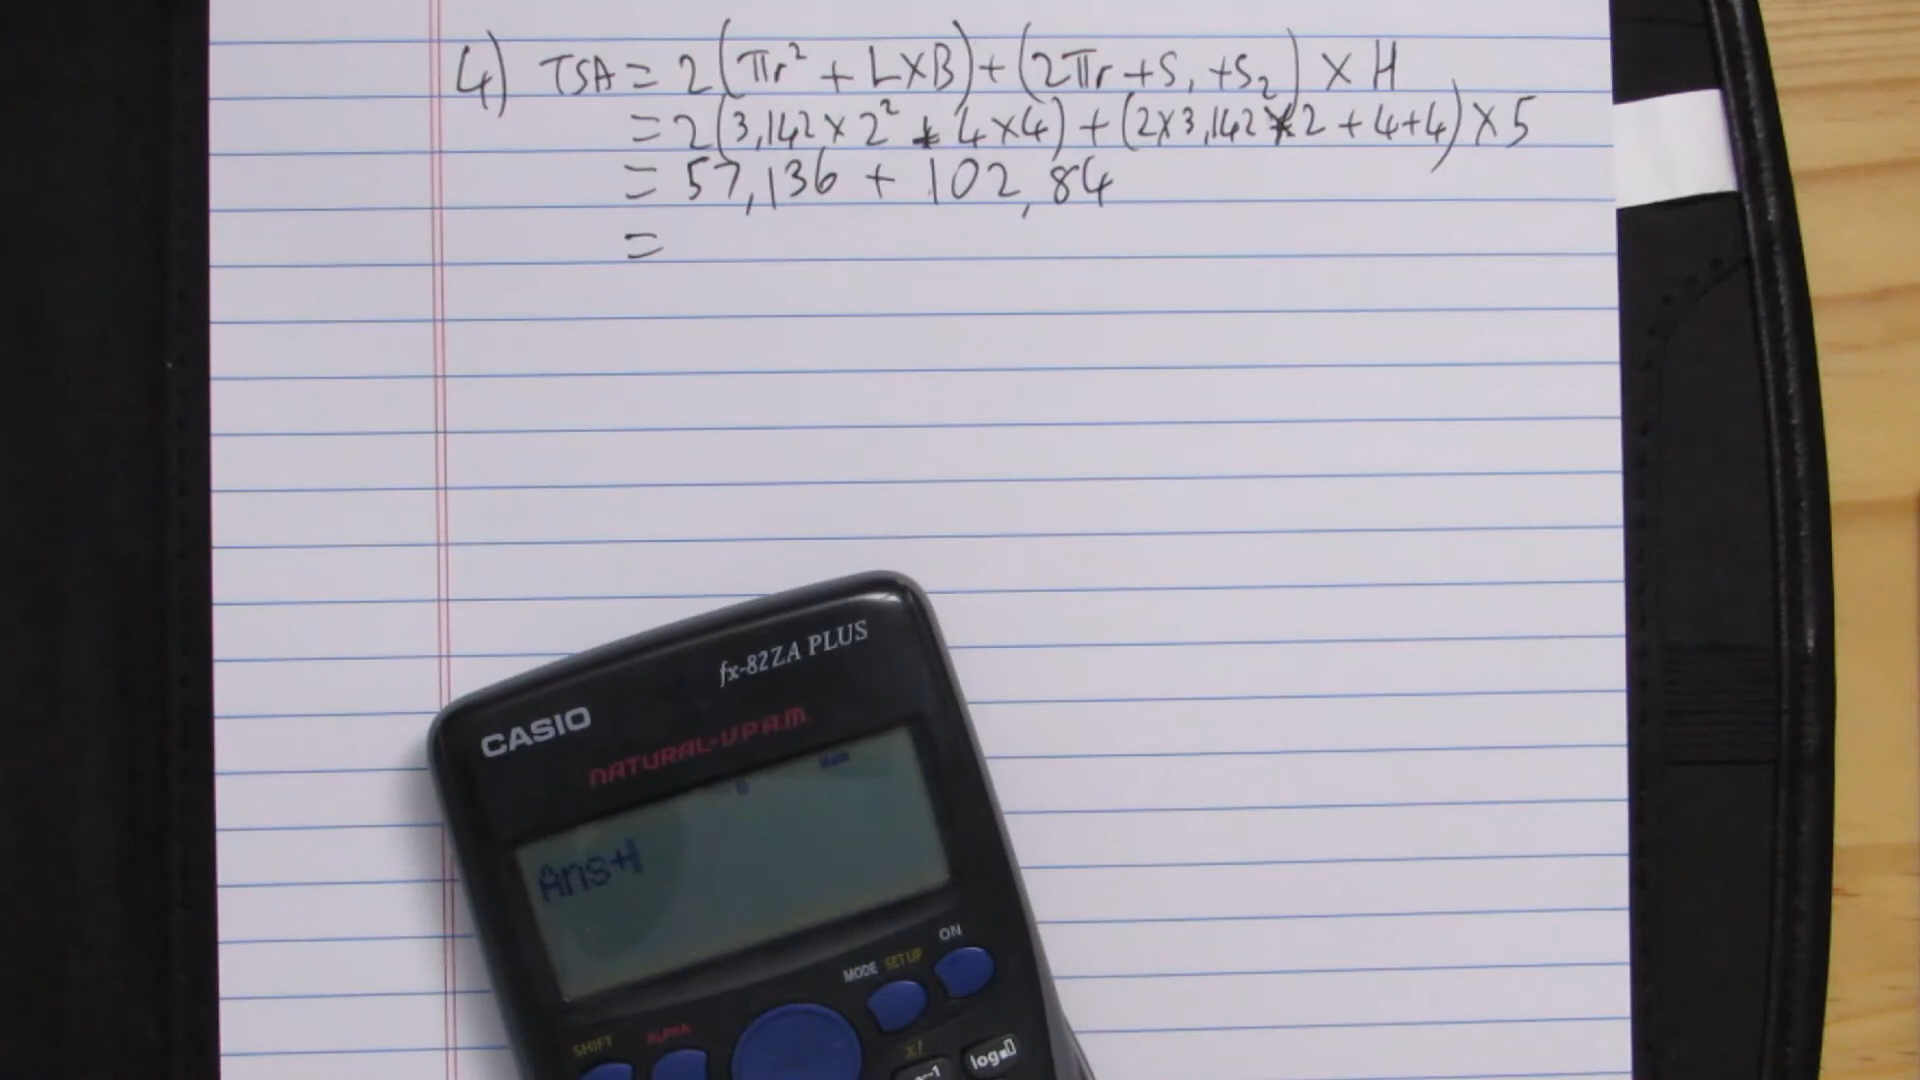 4) TSA = 2(πr² + L×B) + (2πr + S₁ + S₂) × H
= 2(3,142 × 2² + 4×4) + (2×3,142×2 + 4+4) × 5
= 57,136 + 102,84
=
fx-82ZA PLUS
CASIO
NATURAL-V.P.A.M.
D Math
Ans+
ON
MODE SETUP
SHIFT ALPHA
x!
log